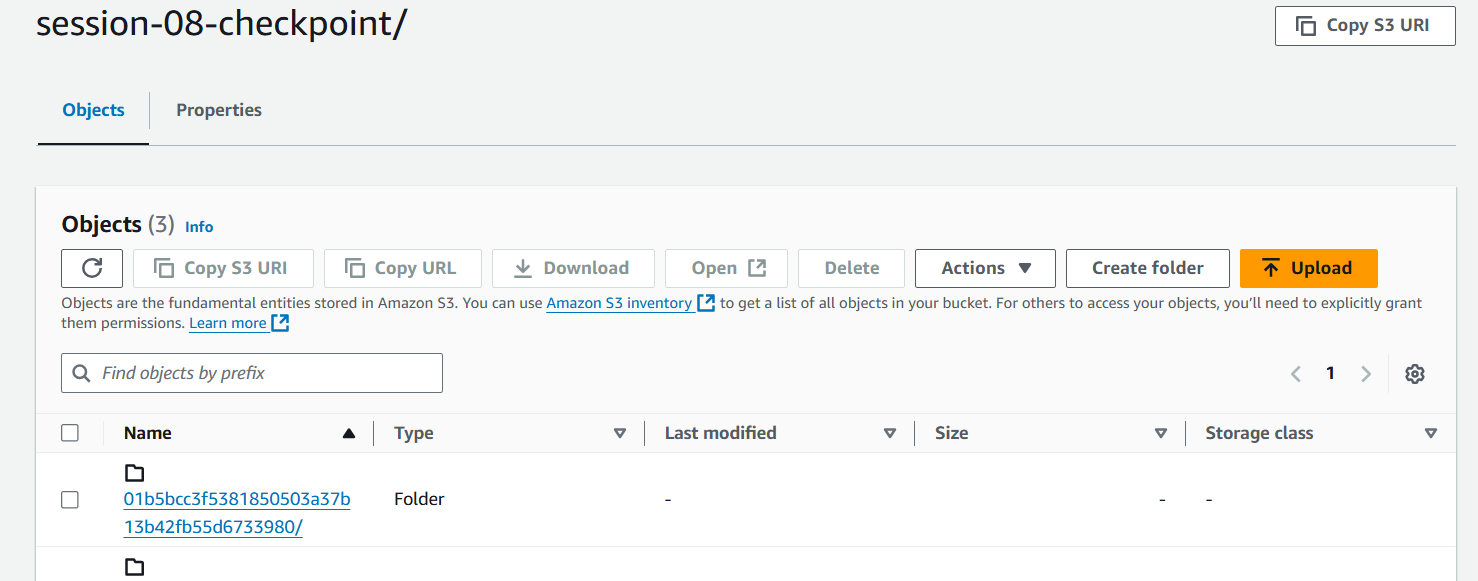 session-08-checkpoint/
Copy S3 URI
Objects
Properties
Objects (3) Info
Copy S3 URI
Copy URL
Download
Open
Delete
Actions
Create folder
Upload
Objects are the fundamental entities stored in Amazon S3. You can use Amazon S3 inventory to get a list of all objects in your bucket. For others to access your objects, you’ll need to explicitly grant
them permissions. Learn more
Find objects by prefix
1
Name
Type
Last modified
Size
Storage class
01b5bcc3f5381850503a37b
13b42fb55d6733980/
Folder
-
-
-